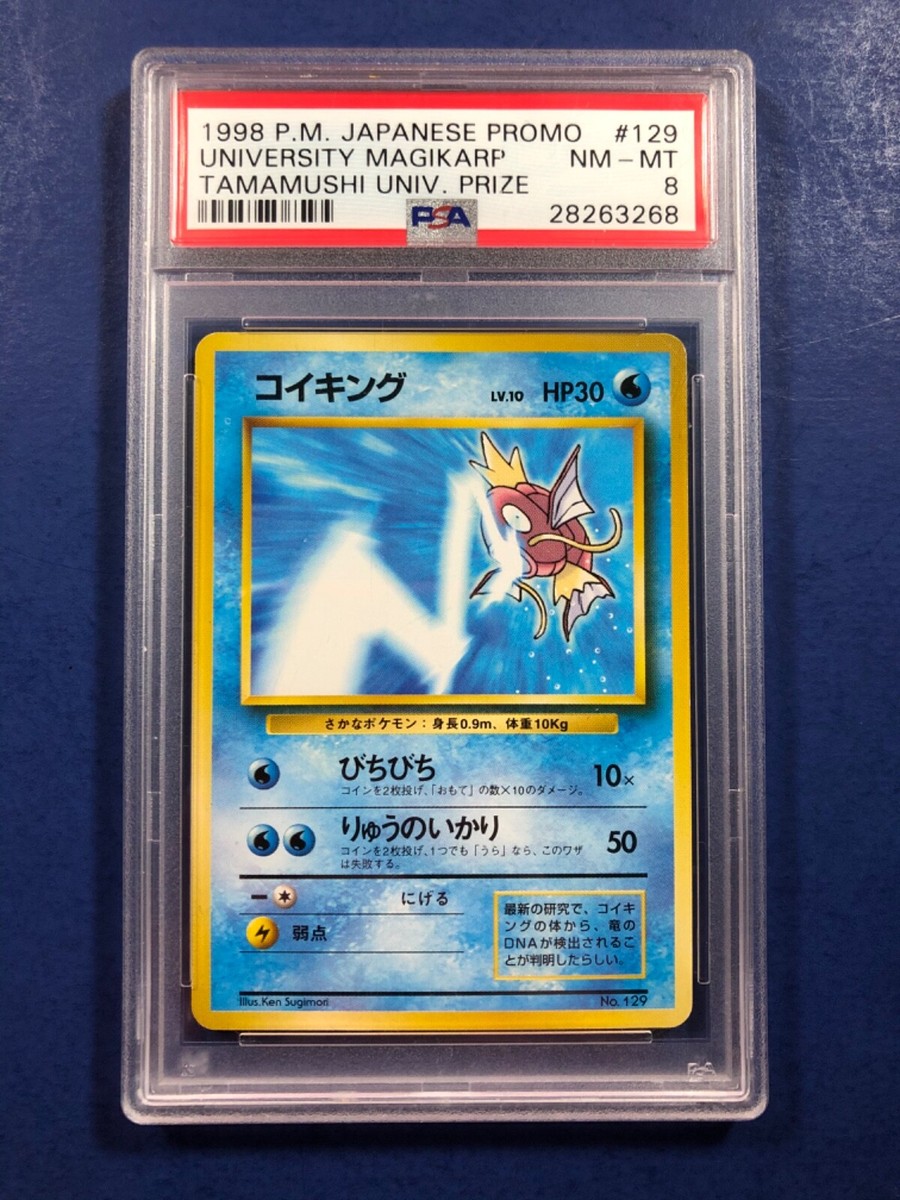 1998 P.M. JAPANESE PROMO #129
UNIVERSITY MAGIKARP NM - MT
TAMAMUSHI UNIV. PRIZE 8
PSA 28263268
コイキング LV.10 HP30
さかなポケモン：身長0.9m、体重10Kg
びちびち 10×
コインを2枚投げ、「おもて」の数×10のダメージ。
りゅうのいかり 50
コインを2枚投げ、1つでも「うら」なら、このワザ
は失敗する。
にげる
弱点
最新の研究で、コイキ
ングの体から、竜の
DNAが検出されるこ
とが判明したらしい。
Illus.Ken Sugimori No. 129
PSA